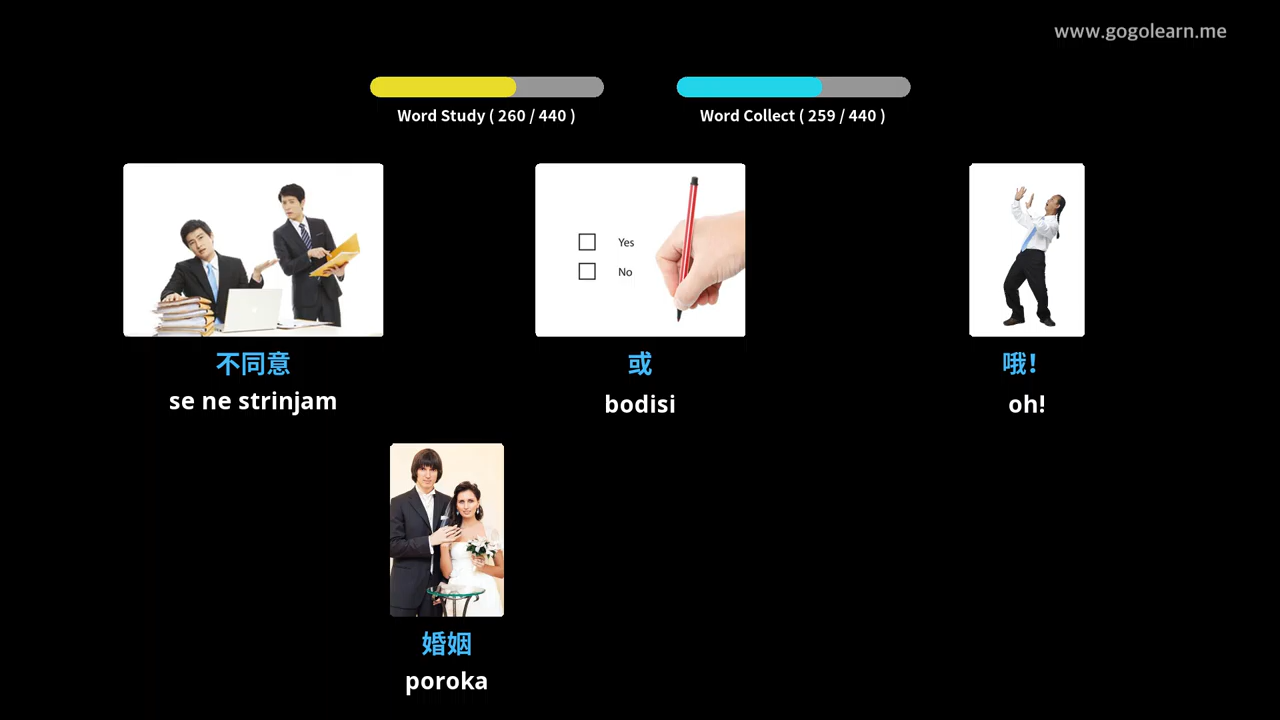 www.gogolearn.me
Word Study ( 260 / 440 )
Word Collect ( 259 / 440 )
Yes
No
不同意
或
哦！
se ne strinjam
bodisi
oh!
婚姻
poroka